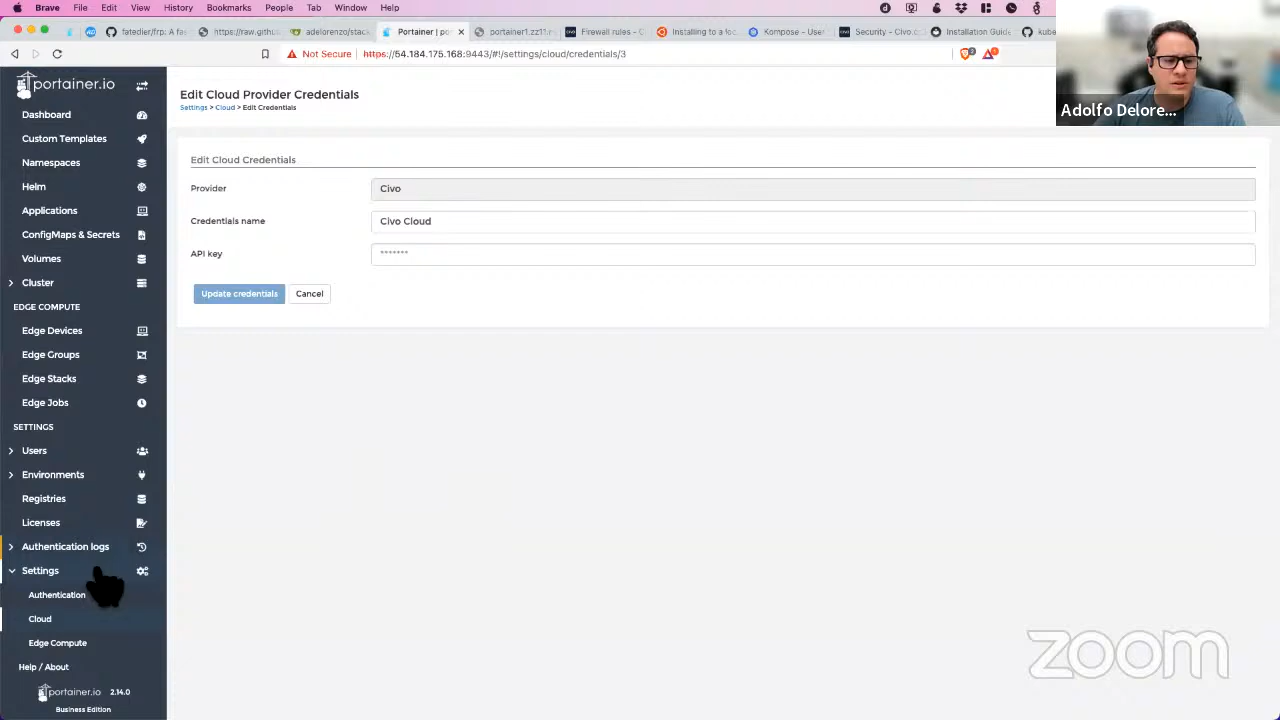 Brave File Edit View History Bookmarks People Tab Window Help
fatedier/frp: A fas https://raw.github adelorenzo/stack Portainer | por portainer1.zz11.n Firewall rules - C Installing to a loc Kompose - User Security - Civo.do Installation Guide kube
Not Secure https://54.184.175.168:9443/#!/settings/cloud/credentials/3
Adolfo Delore...
portainer.io
Dashboard
Custom Templates
Namespaces
Helm
Applications
ConfigMaps & Secrets
Volumes
Cluster
EDGE COMPUTE
Edge Devices
Edge Groups
Edge Stacks
Edge Jobs
SETTINGS
Users
Environments
Registries
Licenses
Authentication logs
Settings
Authentication
Cloud
Edge Compute
Help / About
portainer.io 2.14.0
Business Edition
Edit Cloud Provider Credentials
Settings > Cloud > Edit Credentials
Edit Cloud Credentials
Provider Civo
Credentials name Civo Cloud
API key *******
Update credentials Cancel
zoom